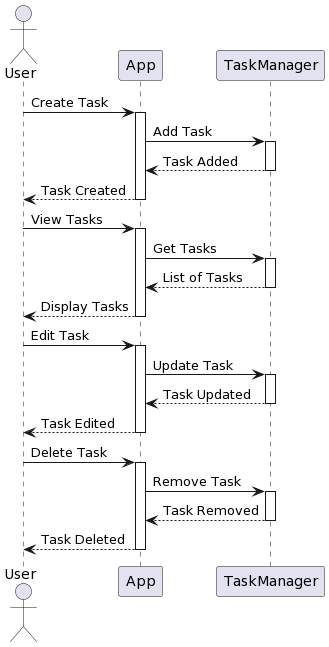 User
App
TaskManager
Create Task
Add Task
Task Added
Task Created
View Tasks
Get Tasks
List of Tasks
Display Tasks
Edit Task
Update Task
Task Updated
Task Edited
Delete Task
Remove Task
Task Removed
Task Deleted
User
App
TaskManager